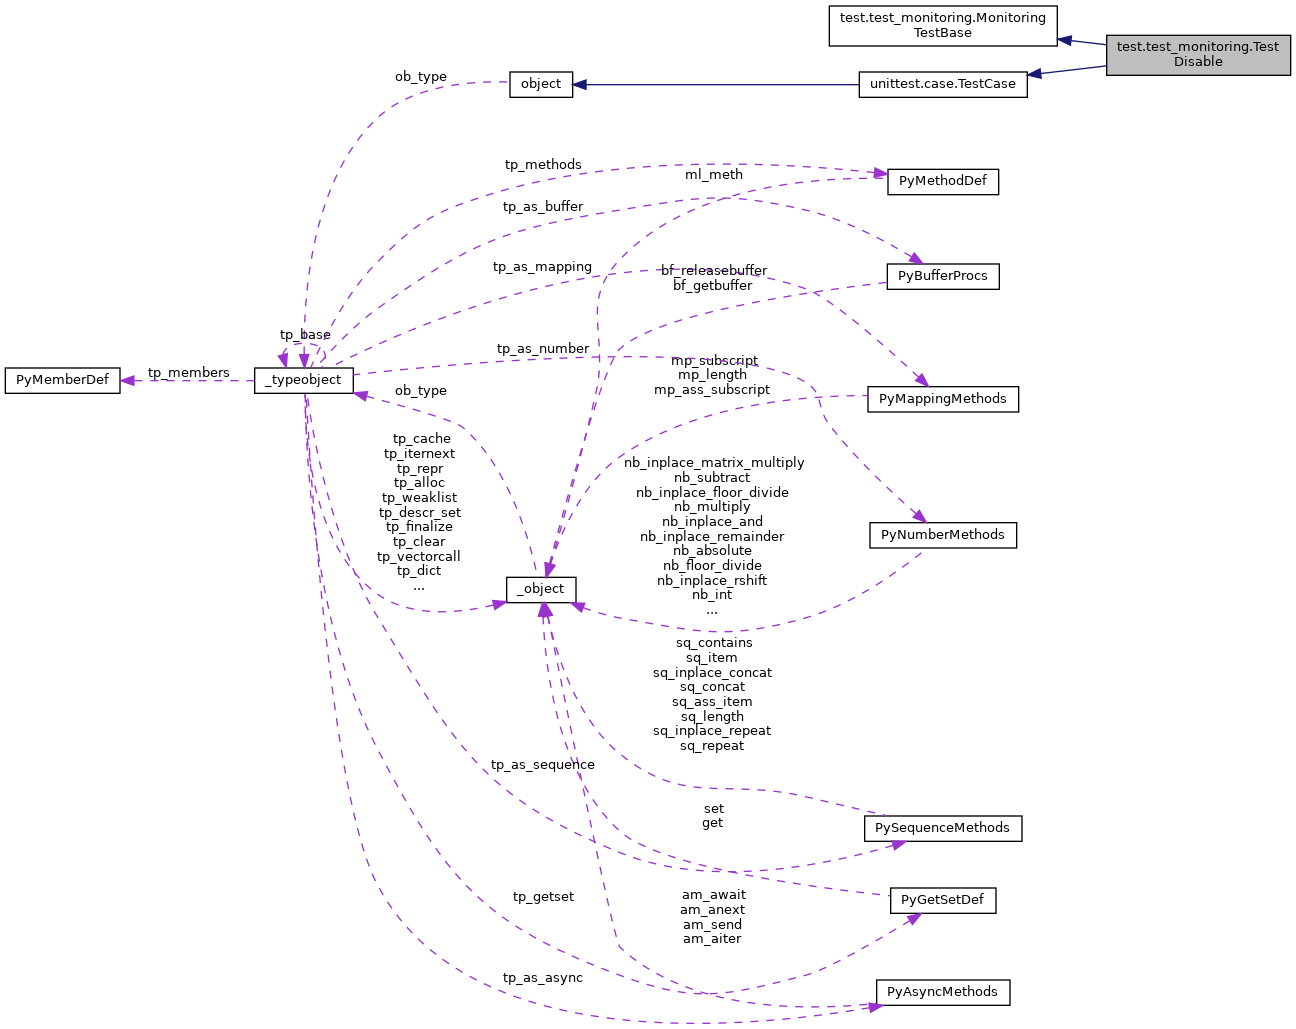 test.test_monitoring.Monitoring
TestBase
test.test_monitoring.Test
Disable
ob_type
object
unittest.case.TestCase
tp_methods
ml_meth
PyMethodDef
tp_as_buffer
tp_as_mapping
bf_releasebuffer
bf_getbuffer
PyBufferProcs
tp_base
tp_as_number
mp_subscript
mp_length
mp_ass_subscript
PyMemberDef
tp_members
_typeobject
ob_type
PyMappingMethods
tp_cache
tp_iternext
tp_repr
tp_alloc
tp_weaklist
tp_descr_set
tp_finalize
tp_clear
tp_vectorcall
tp_dict
...
nb_inplace_matrix_multiply
nb_subtract
nb_inplace_floor_divide
nb_multiply
nb_inplace_and
nb_inplace_remainder
nb_absolute
nb_floor_divide
nb_inplace_rshift
nb_int
...
PyNumberMethods
_object
sq_contains
sq_item
sq_inplace_concat
sq_concat
sq_ass_item
sq_length
sq_inplace_repeat
sq_repeat
tp_as_sequence
set
get
PySequenceMethods
tp_getset
am_await
am_anext
am_send
am_aiter
PyGetSetDef
tp_as_async
PyAsyncMethods